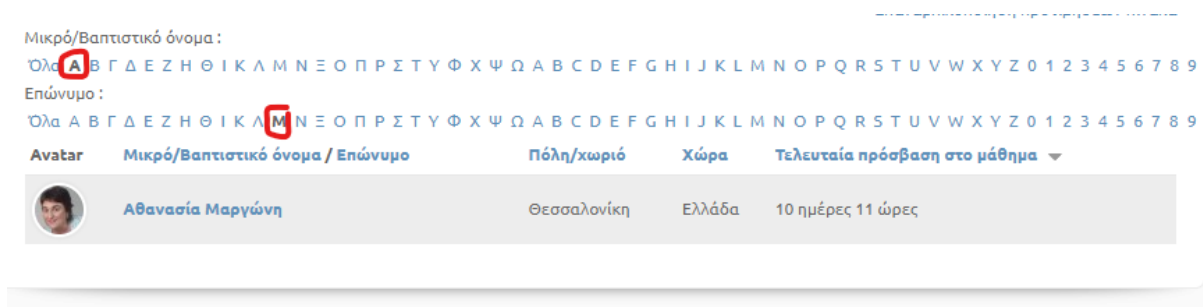 Μικρό/Βαπτιστικό όνομα :
Όλα Α Β Γ Δ Ε Ζ Η Θ Ι Κ Λ Μ Ν Ξ Ο Π Ρ Σ Τ Υ Φ Χ Ψ Ω A B C D E F G H I J K L M N O P Q R S T U V W X Y Z 0 1 2 3 4 5 6 7 8 9
Επώνυμο :
Όλα Α Β Γ Δ Ε Ζ Η Θ Ι Κ Λ Μ Ν Ξ Ο Π Ρ Σ Τ Υ Φ Χ Ψ Ω A B C D E F G H I J K L M N O P Q R S T U V W X Y Z 0 1 2 3 4 5 6 7 8 9
Avatar Μικρό/Βαπτιστικό όνομα / Επώνυμο Πόλη/χωριό Χώρα Τελευταία πρόσβαση στο μάθημα
Αθανασία Μαργώνη Θεσσαλονίκη Ελλάδα 10 ημέρες 11 ώρες